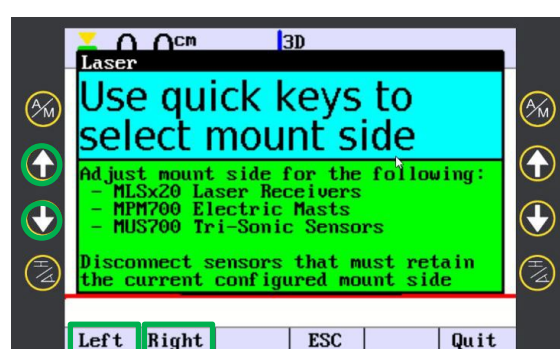 cm 3D
Laser
Use quick keys to
select mount side
Adjust mount side for the following:
- MLSx20 Laser Receivers
- MPM700 Electric Masts
- MUS700 Tri-Sonic Sensors
Disconnect sensors that must retain
the current configured mount side
Left Right ESC Quit
A/M A/M